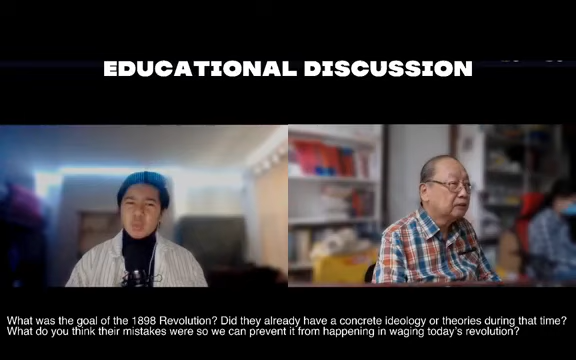 EDUCATIONAL DISCUSSION
What was the goal of the 1898 Revolution? Did they already have a concrete ideology or theories during that time?
What do you think their mistakes were so we can prevent it from happening in waging today's revolution?